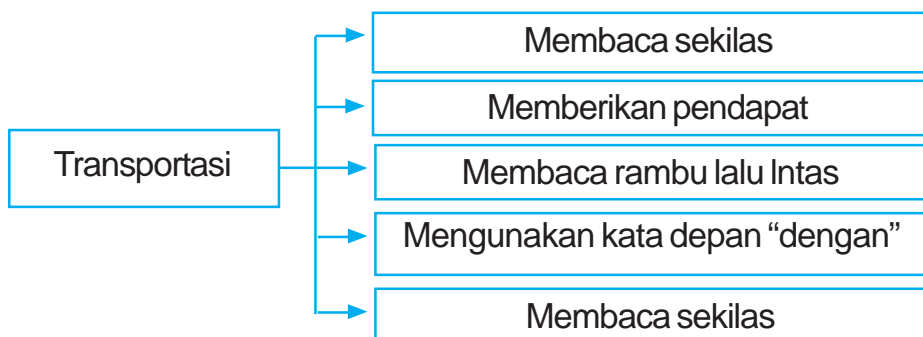 Membaca sekilas
Memberikan pendapat
Transportasi
Membaca rambu lalu lntas
Mengunakan kata depan “dengan”
Membaca sekilas